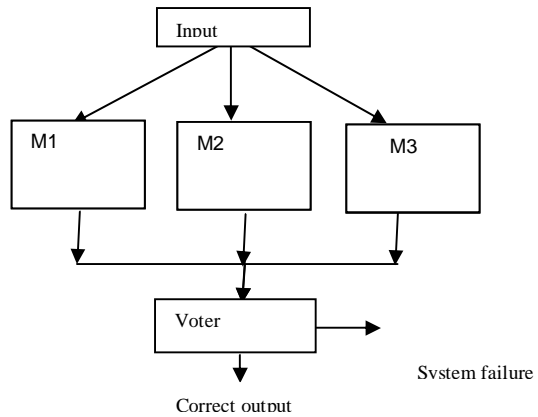 Input
M1
M2
M3
Voter
System failure
Correct output